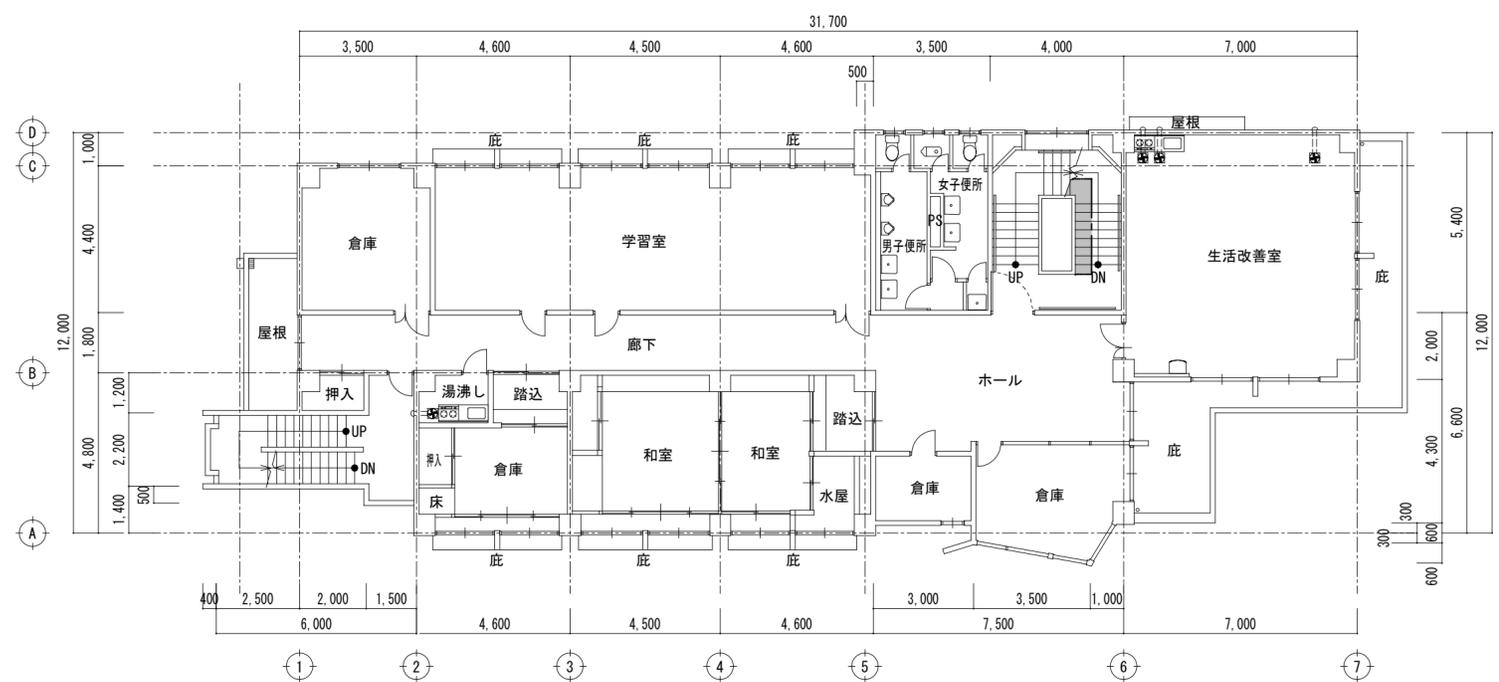 31,700
3,500
4,600
4,500
4,600
3,500
4,000
7,000
500
D
C
B
A
1,000
4,400
1,800
12,000
1,200
2,200
4,800
1,400
500
庇
庇
庇
屋根
倉庫
学習室
女子便所
PS
男子便所
UP
DN
生活改善室
庇
屋根
廊下
ホール
押入
湯沸し
踏込
踏込
UP
DN
押入
倉庫
床
和室
和室
水屋
倉庫
倉庫
庇
庇
庇
庇
5,400
2,000
12,000
6,600
4,300
300
300
600
600
400
2,500
2,000
1,500
3,000
3,500
1,000
6,000
4,600
4,500
4,600
7,500
7,000
1
2
3
4
5
6
7